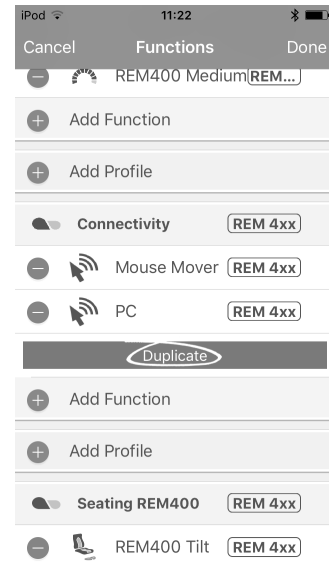 iPod 11:22
Cancel Functions Done
REM400 Medium REM...
Add Function
Add Profile
Connectivity REM 4xx
Mouse Mover REM 4xx
PC REM 4xx
Duplicate
Add Function
Add Profile
Seating REM400 REM 4xx
REM400 Tilt REM 4xx